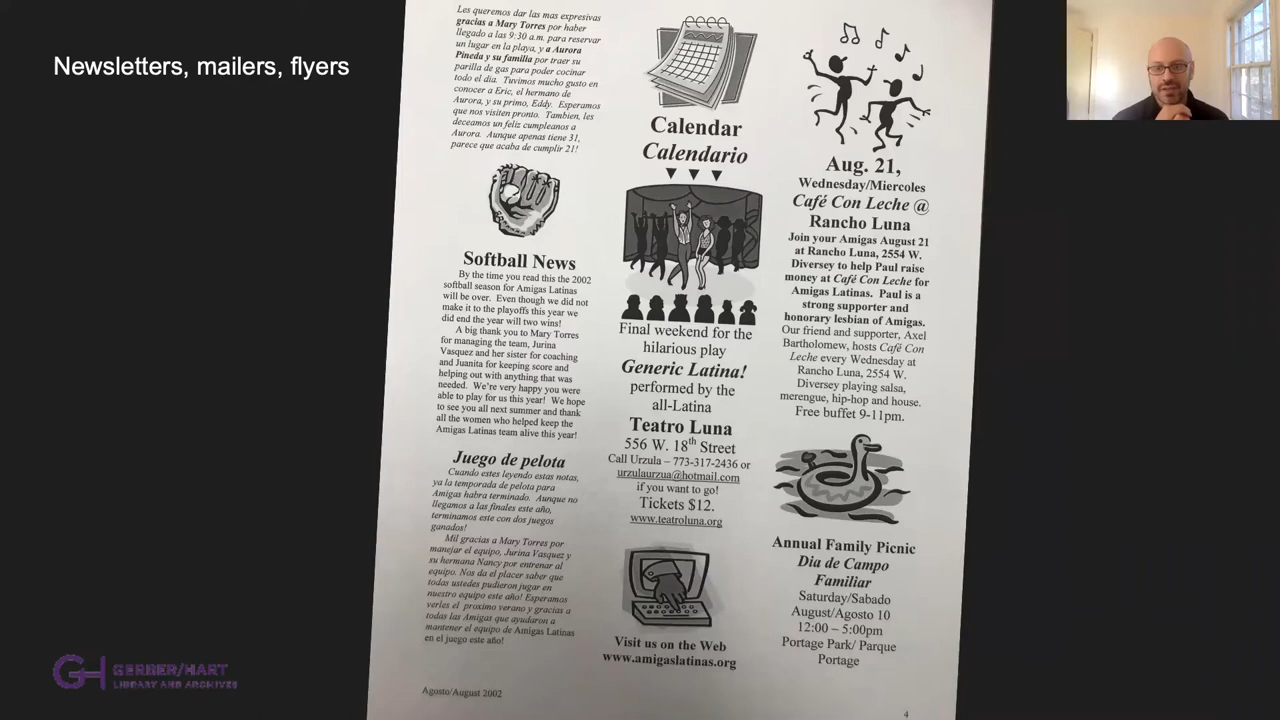 Newsletters, mailers, flyers
Les queremos dar las mas expresivas
gracias a Mary Torres por haber
llegado a las 9:30 a.m. para reservar
un lugar en la playa, y a Aurora
Pineda y su familia por traer su
parilla de gas para poder cocinar
todo el dia. Tuvimos mucho gusto en
conocer a Eric, el hermano de
Aurora, y su primo, Eddy. Esperamos
que nos visiten pronto. Tambien, les
deceamos un feliz cumpleanos a
Aurora. Aunque apenas tiene 31,
parece que acaba de cumplir 21!
Softball News
By the time you read this the 2002
softball season for Amigas Latinas
will be over. Even though we did not
make it to the playoffs this year we
did end the year will two wins!
A big thank you to Mary Torres
for managing the team, Jurina
Vasquez and her sister for coaching
and Juanita for keeping score and
helping out with anything that was
needed. We're very happy you were
able to play for us this year! We hope
to see you all next summer and thank
all the women who helped keep the
Amigas Latinas team alive this year!
Juego de pelota
Cuando estes leyendo estas notas,
ya la temporada de pelota para
Amigas habra terminado. Aunque no
llegamos a las finales este año,
terminamos este con dos juegos
ganados!
Mil gracias a Mary Torres por
manejar el equipo, Jurina Vasquez y
su hermana Nancy por entrenar al
equipo. Nos da el placer saber que
todas ustedes pudieron jugar en
nuestro equipo este año! Esperamos
verles el proximo verano y gracias a
todas las Amigas que ayudaron a
mantener el equipo de Amigas Latinas
en el juego este año!
Agosto/August 2002
Calendar
Calendario
Final weekend for the
hilarious play
Generic Latina!
performed by the
all-Latina
Teatro Luna
556 W. 18th Street
Call Urzula – 773-317-2436 or
urzulaurzua@hotmail.com
if you want to go!
Tickets $12.
www.teatroluna.org
Visit us on the Web
www.amigaslatinas.org
Aug. 21,
Wednesday/Miercoles
Café Con Leche @
Rancho Luna
Join your Amigas August 21
at Rancho Luna, 2554 W.
Diversey to help Paul raise
money at Café Con Leche for
Amigas Latinas. Paul is a
strong supporter and
honorary lesbian of Amigas.
Our friend and supporter, Axel
Bartholomew, hosts Café Con
Leche every Wednesday at
Rancho Luna, 2554 W.
Diversey playing salsa,
merengue, hip-hop and house.
Free buffet 9-11pm.
Annual Family Picnic
Dia de Campo
Familiar
Saturday/Sabado
August/Agosto 10
12:00 – 5:00pm
Portage Park/ Parque
Portage
4
GH GERBER/HART
LIBRARY AND ARCHIVES